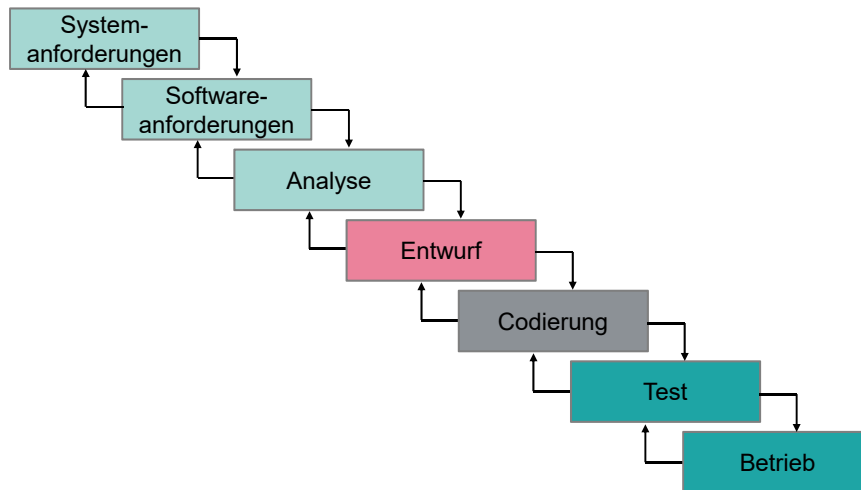 System-
anforderungen
Software-
anforderungen
Analyse
Entwurf
Codierung
Test
Betrieb